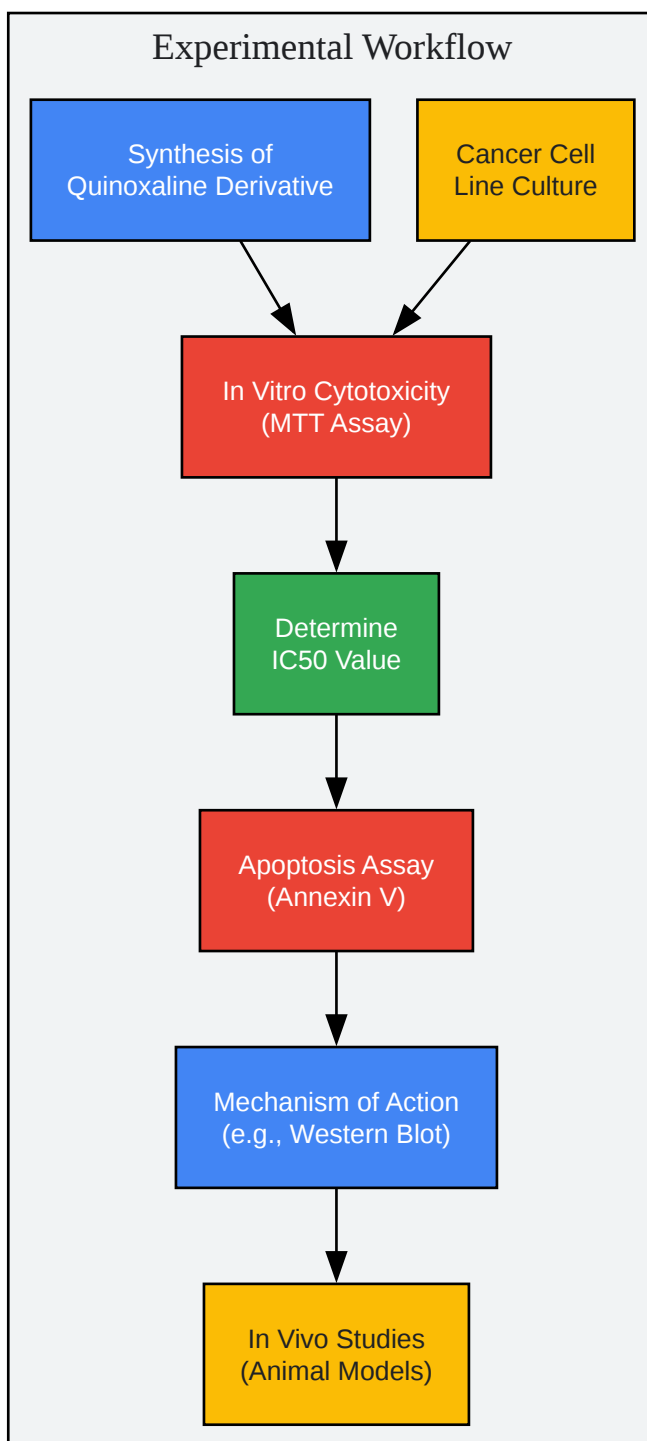 Experimental Workflow
Synthesis of
Quinoxaline Derivative
Cancer Cell
Line Culture
In Vitro Cytotoxicity
(MTT Assay)
Determine
IC50 Value
Apoptosis Assay
(Annexin V)
Mechanism of Action
(e.g., Western Blot)
In Vivo Studies
(Animal Models)